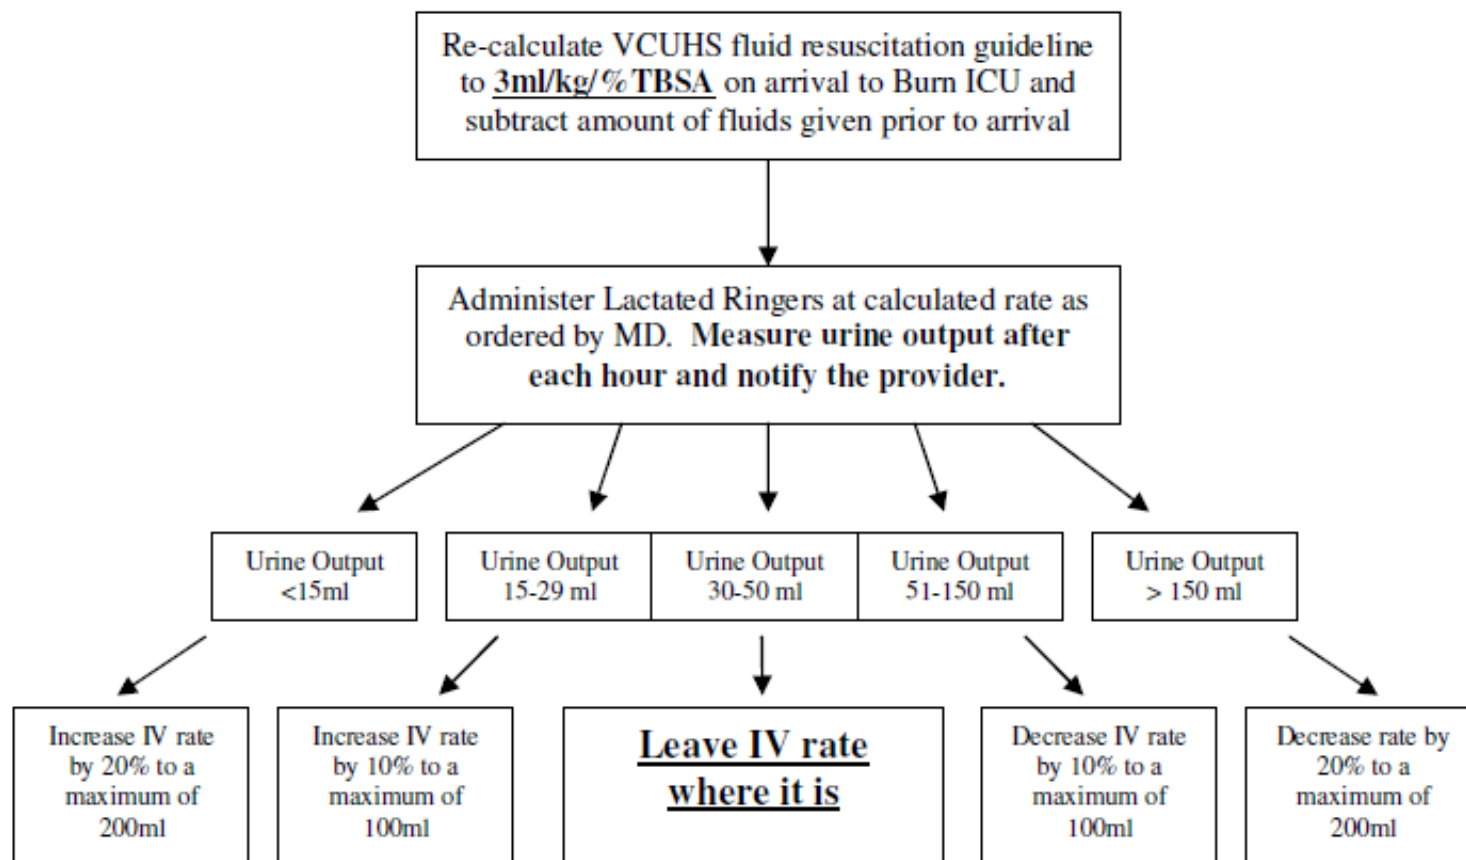 Re-calculate VCUHS fluid resuscitation guideline
to 3ml/kg/%TBSA on arrival to Burn ICU and
subtract amount of fluids given prior to arrival
Administer Lactated Ringers at calculated rate as
ordered by MD. Measure urine output after
each hour and notify the provider.
Urine Output
<15ml
Urine Output
15-29 ml
Urine Output
30-50 ml
Urine Output
51-150 ml
Urine Output
> 150 ml
Increase IV rate
by 20% to a
maximum of
200ml
Increase IV rate
by 10% to a
maximum of
100ml
Leave IV rate
where it is
Decrease IV rate
by 10% to a
maximum of
100ml
Decrease rate by
20% to a
maximum of
200ml